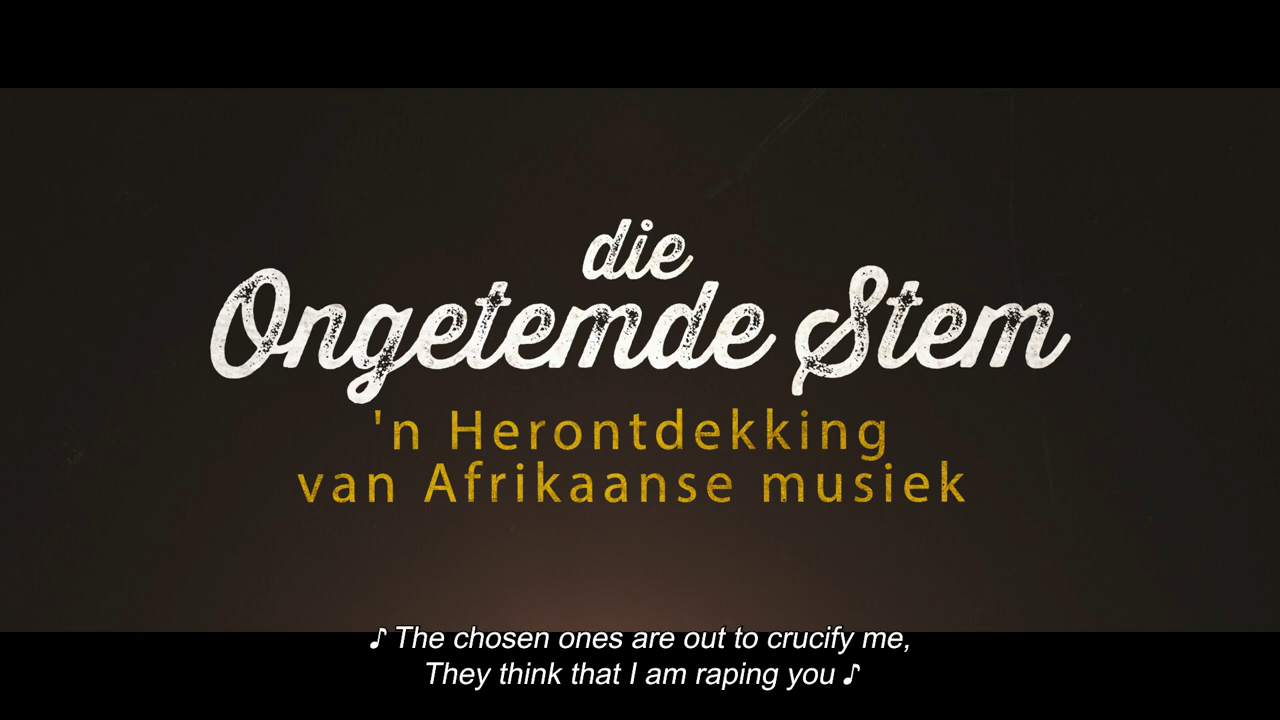 die
Ongetemde Stem
'n Herontdekking
van Afrikaanse musiek
♪ The chosen ones are out to crucify me,
They think that I am raping you ♪